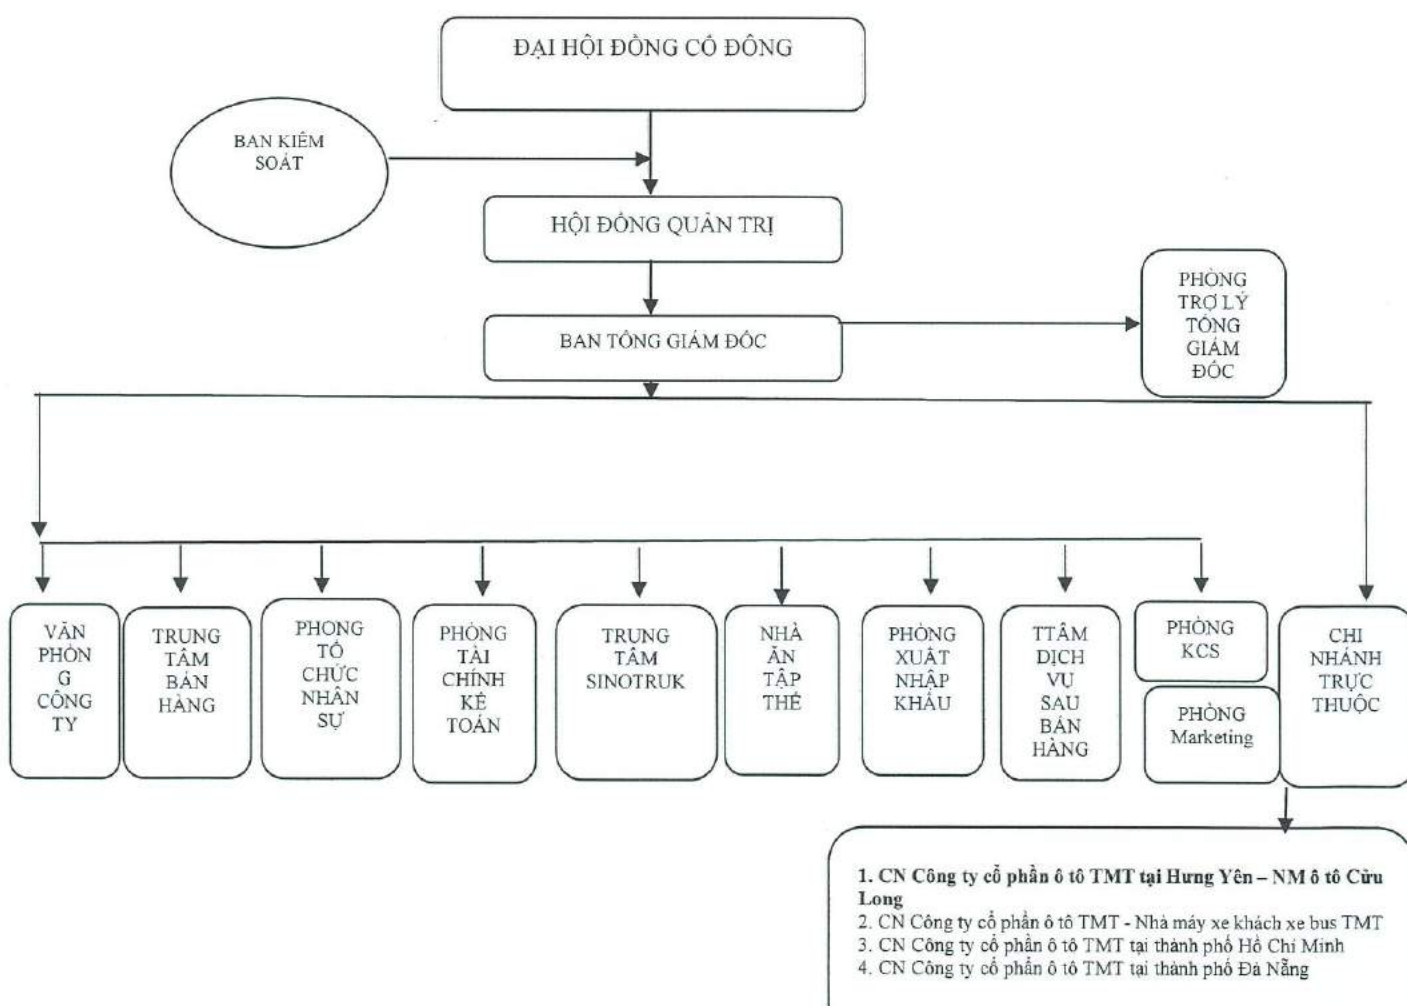 ĐẠI HỘI ĐỒNG CỔ ĐÔNG
BAN KIỂM
SOÁT
HỘI ĐỒNG QUẢN TRỊ
PHÒNG
TRỢ LÝ
TỔNG
GIÁM
ĐỐC
BAN TỔNG GIÁM ĐỐC
VĂN
PHÒN
G
CÔNG
TY
TRUNG
TÂM
BÁN
HÀNG
PHONG
TỔ
CHỨC
NHÂN
SỰ
PHÒNG
TÀI
CHÍNH
KẾ
TOÁN
TRUNG
TÂM
SINOTRUK
NHÀ
ĂN
TẬP
THỂ
PHÒNG
XUẤT
NHẬP
KHẨU
TTÂM
DỊCH
VỤ
SAU
BÁN
HÀNG
PHÒNG
KCS
PHÒNG
Marketing
CHI
NHÁNH
TRỰC
THUỘC
1. CN Công ty cổ phần ô tô TMT tại Hưng Yên – NM ô tô Cửu
Long
2. CN Công ty cổ phần ô tô TMT - Nhà máy xe khách xe bus TMT
3. CN Công ty cổ phần ô tô TMT tại thành phố Hồ Chí Minh
4. CN Công ty cổ phần ô tô TMT tại thành phố Đà Nẵng